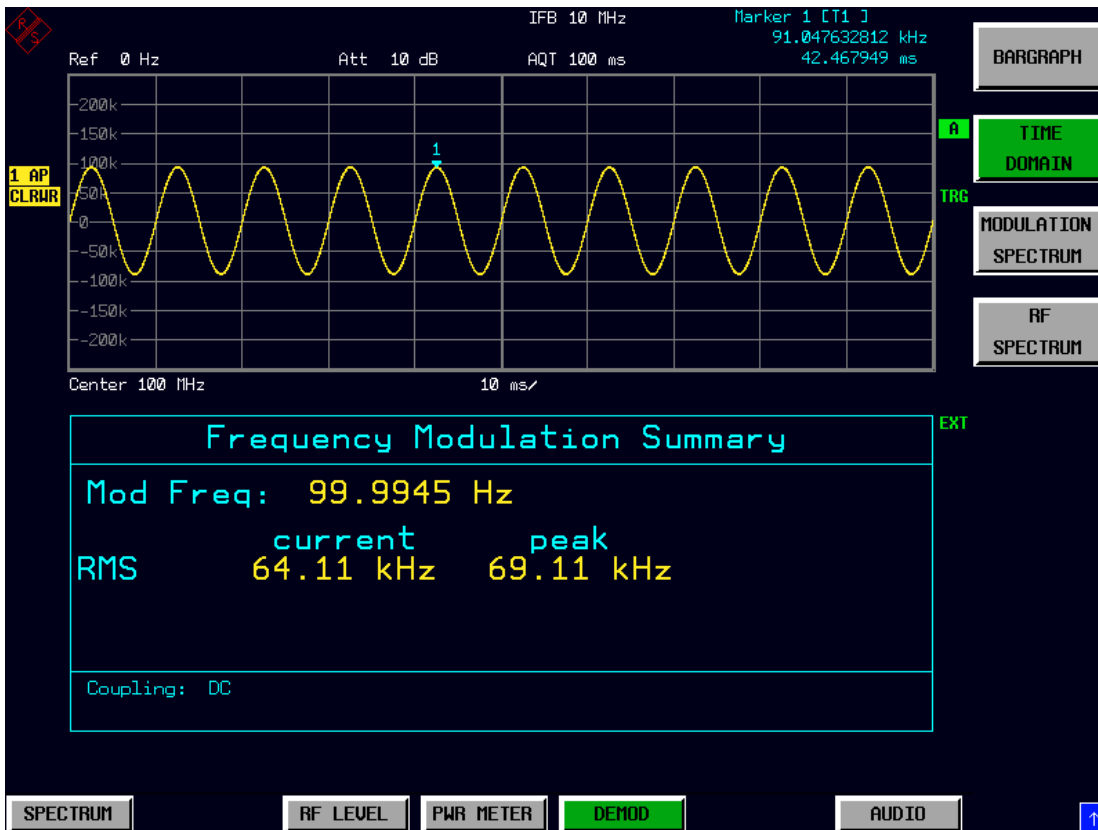 R S
IFB 10 MHz Marker 1 [T1 ]
91.047632812 kHz
Ref 0 Hz Att 10 dB AQT 100 ms 42.467949 ms
BARGRAPH
200k
150k
100k
50k
0
-50k
-100k
-150k
-200k
1
1 AP
CLRWR
A
TRG
TIME
DOMAIN
MODULATION
SPECTRUM
RF
SPECTRUM
Center 100 MHz 10 ms/
EXT
Frequency Modulation Summary
Mod Freq: 99.9945 Hz
current peak
RMS 64.11 kHz 69.11 kHz
Coupling: DC
SPECTRUM RF LEVEL PWR METER DEMOD AUDIO
↑